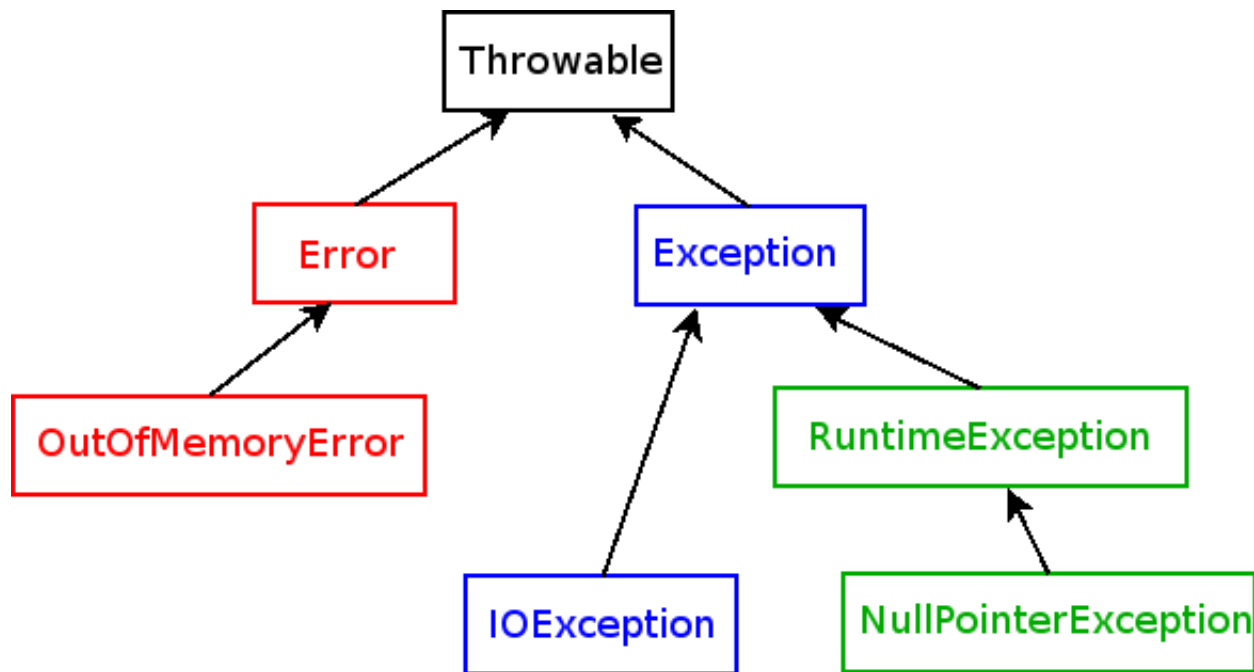 Throwable
Error
Exception
OutOfMemoryError
RuntimeException
IOException
NullPointerException